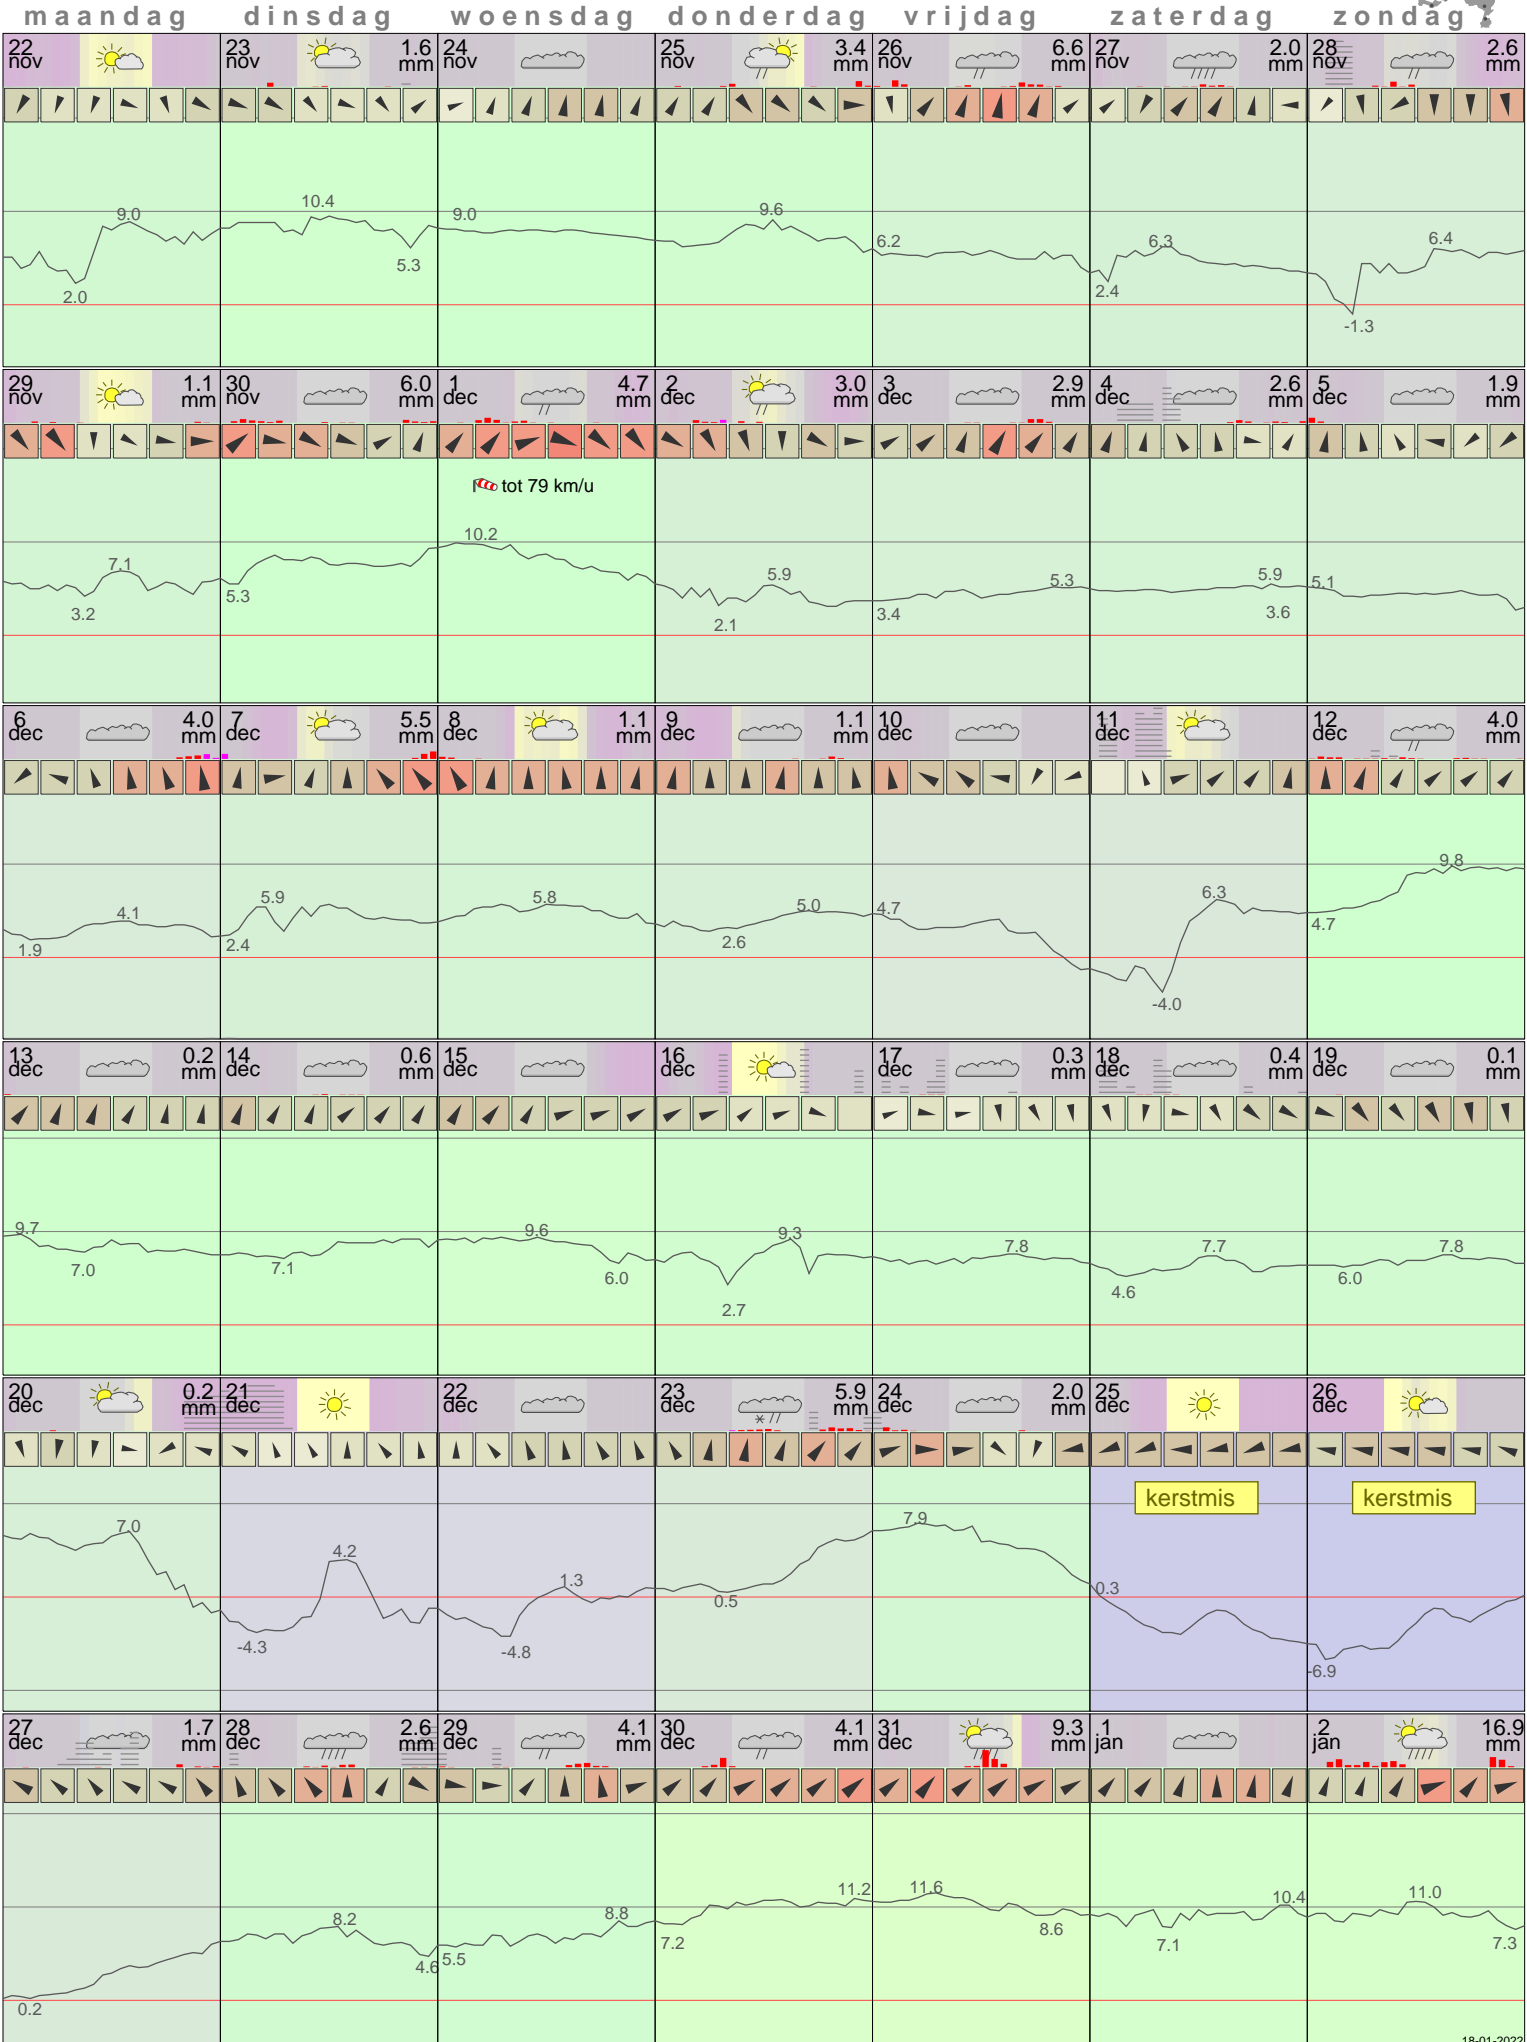 maandag dinsdag woensdag donderdag vrijdag zaterdag zondag
22 23 1.6 24 25 3.4 26 6.6 27 2.0 28 2.6
nov nov mm nov nov mm nov mm nov mm nov mm
10.4
9.0 9.0 9.6
6.2 6.3 6.4
5.3
2.0 2.4
-1.3
29 1.1 30 6.0 1 4.7 2 3.0 3 2.9 4 2.6 5 1.9
nov mm nov mm dec mm dec mm dec mm dec mm dec mm
tot 79 km/u
10.2
7.1 5.9 5.3 5.9 5.1
5.3
3.2 2.1 3.4 3.6
6 4.0 7 5.5 8 1.1 9 1.1 10 11 12 4.0
dec mm dec mm dec mm dec mm dec dec dec mm
9.8
5.9 5.8 5.0 4.7 6.3
4.1
1.9 2.4 2.6 4.7
-4.0
13 0.2 14 0.6 15 16 17 0.3 18 0.4 19 0.1
dec mm dec mm dec dec dec mm dec mm dec mm
9.7 9.6 9.3
7.8 7.7 7.8
7.0 7.1 6.0 4.6 6.0
2.7
20 0.2 21 22 23 5.9 24 2.0 25 26
dec mm dec dec dec mm dec mm dec dec
kerstmis kerstmis
7.0 7.9
4.2
1.3 0.3
0.5
-4.3 -4.8
-6.9
27 1.7 28 2.6 29 4.1 30 4.1 31 9.3 1 2 16.9
dec mm dec mm dec mm dec mm dec mm jan jan mm
11.2 11.6 10.4 11.0
8.2 8.8
7.2 8.6 7.1 7.3
4.6 5.5
0.2
18-01-2022